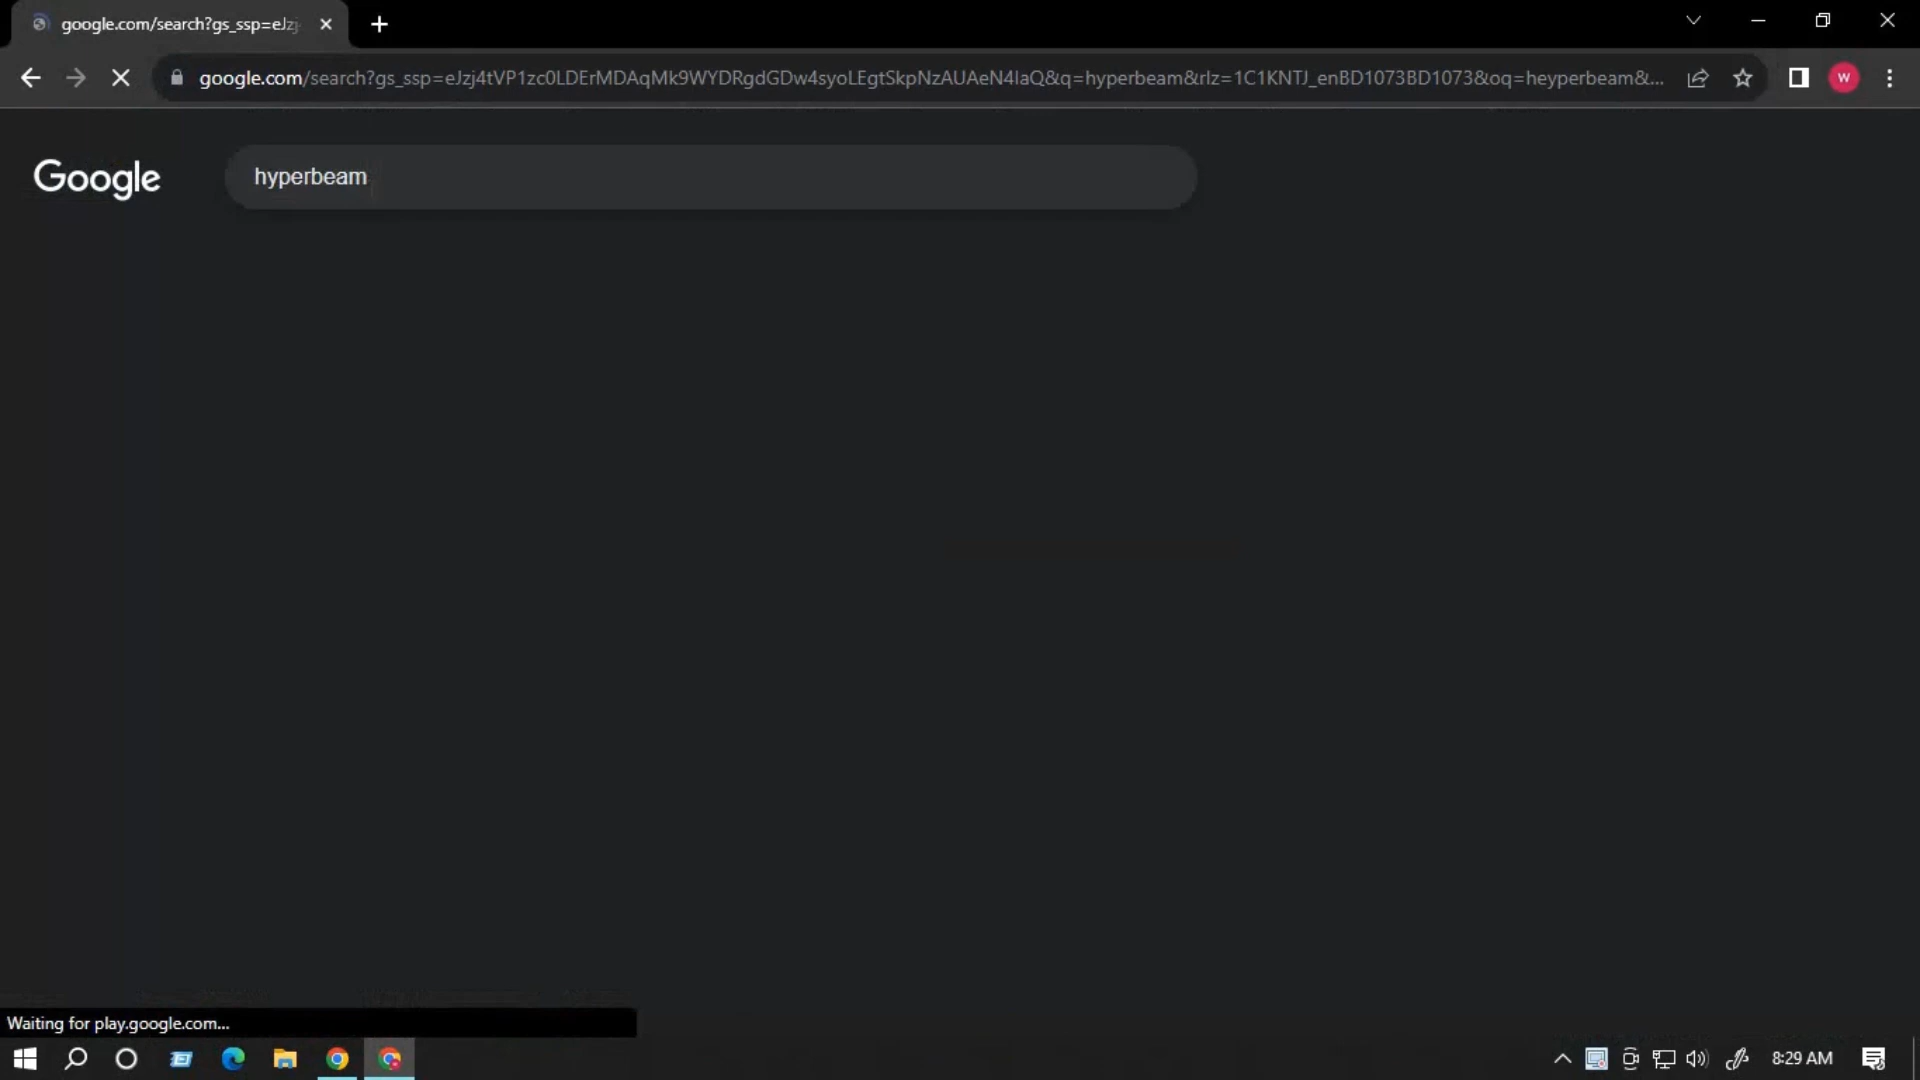 google.com/search?gs_ssp=eJzj
google.com/search?gs_ssp=eJzj4tVP1zc0LDErMDAqMk9WYDRgdGDw4syoLEgtSkpNzAUAeN4IaQ&q=hyperbeam&rlz=1C1KNTJ_enBD1073BD1073&oq=heyperbeam&...
W
Google
hyperbeam
Waiting for play.google.com...
8:29 AM